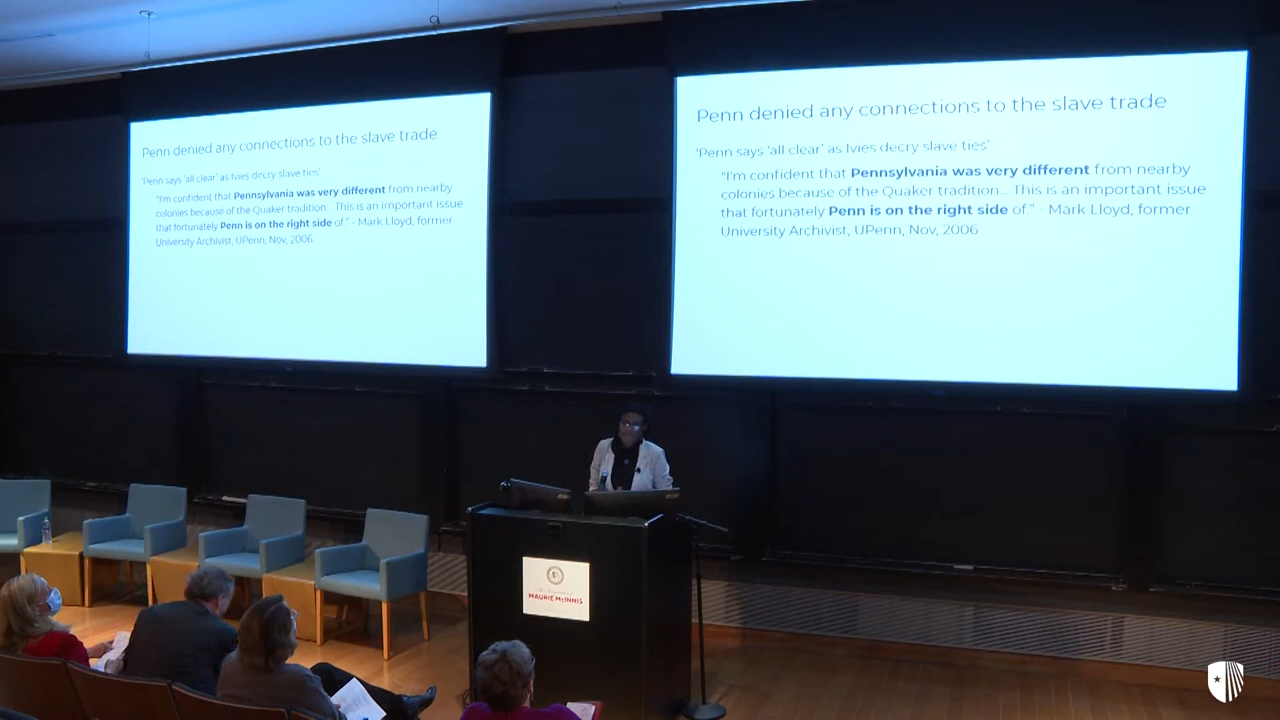 Penn denied any connections to the slave trade
'Penn says 'all clear' as Ivies decry slave ties'
"I'm confident that Pennsylvania was very different from nearby
colonies because of the Quaker tradition... This is an important issue
that fortunately Penn is on the right side of." - Mark Lloyd, former
University Archivist, UPenn, Nov, 2006
Penn denied any connections to the slave trade
'Penn says 'all clear' as Ivies decry slave ties'
"I'm confident that Pennsylvania was very different from nearby
colonies because of the Quaker tradition... This is an important issue
that fortunately Penn is on the right side of." - Mark Lloyd, former
University Archivist, UPenn, Nov, 2006
MAURIE McINNIS